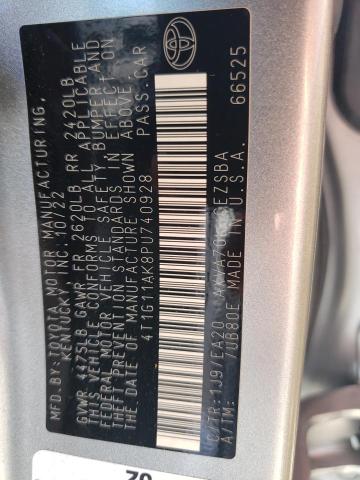 MFD.BY:TOYOTA MOTOR MANUFACTURING,
KENTUCKY, INC. 10/22
GVWR 4475LB GAWR FR 2620LB RR 2420LB
THIS VEHICLE CONFORMS TO ALL APPLICABLE
FEDERAL MOTOR VEHICLE SAFETY, BUMPER, AND
THEFT PREVENTION STANDARDS IN EFFECT ON
THE DATE OF MANUFACTURE SHOWN ABOVE.
4T1G11AK8PU740928 PASS.CAR
C/TR:1J9/EA20
A/TM: /UB80E
U.S.A. 66525